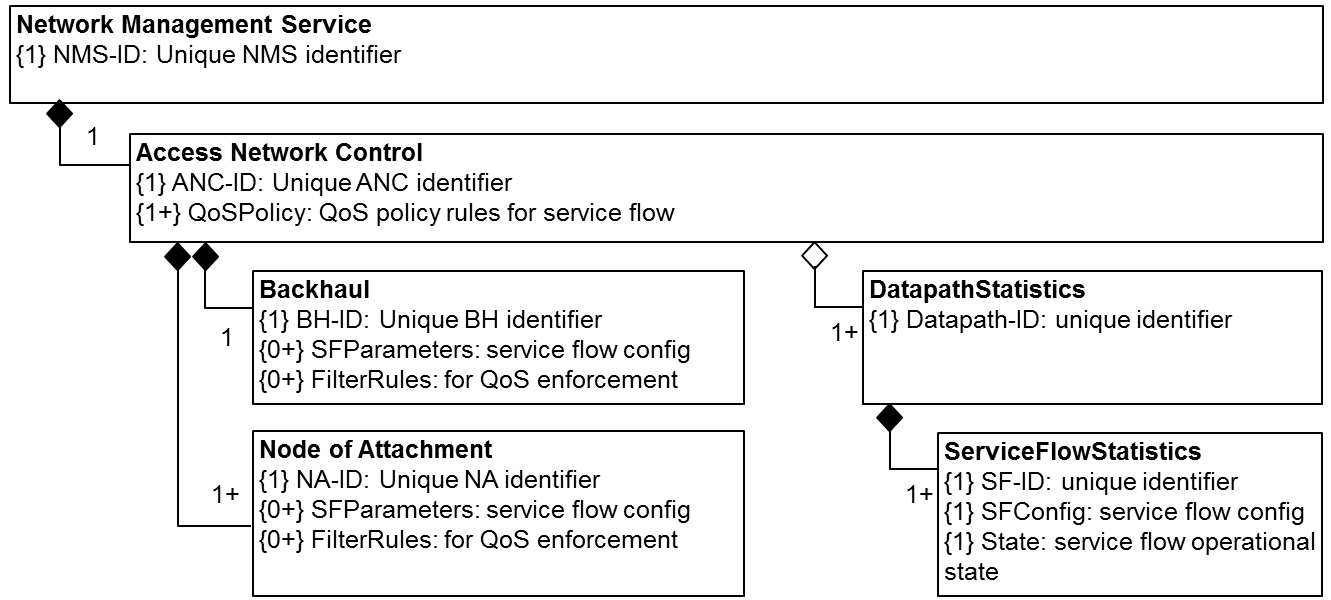 Network Management Service
{1} NMS-ID: Unique NMS identifier
1
Access Network Control
{1} ANC-ID: Unique ANC identifier
{1+} QoSPolicy: QoS policy rules for service flow
Backhaul
{1} BH-ID: Unique BH identifier
{0+} SFParameters: service flow config
{0+} FilterRules: for QoS enforcement
1
DatapathStatistics
{1} Datapath-ID: unique identifier
1+
Node of Attachment
{1} NA-ID: Unique NA identifier
{0+} SFParameters: service flow config
{0+} FilterRules: for QoS enforcement
1+
ServiceFlowStatistics
{1} SF-ID: unique identifier
{1} SFConfig: service flow config
{1} State: service flow operational
state
1+